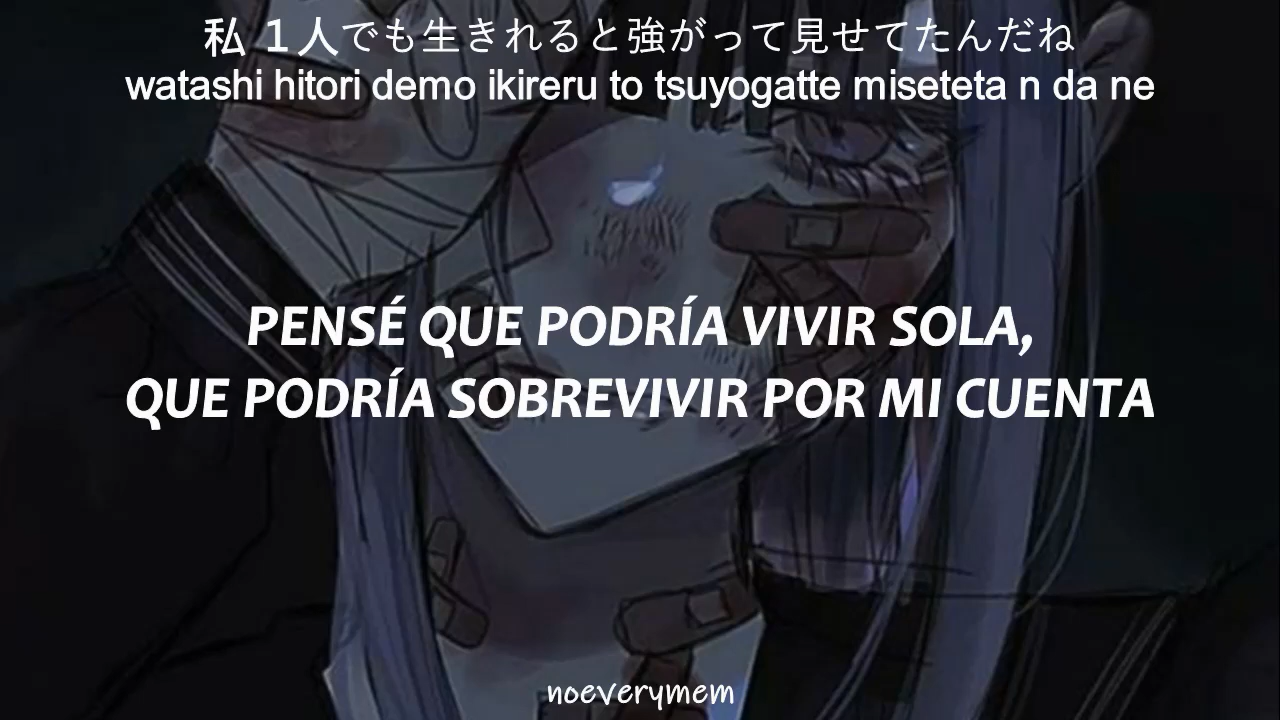 私 １人でも生きれると強がって見せてたんだね
watashi hitori demo ikireru to tsuyogatte miseteta n da ne
PENSÉ QUE PODRÍA VIVIR SOLA,
QUE PODRÍA SOBREVIVIR POR MI CUENTA
noeverymem